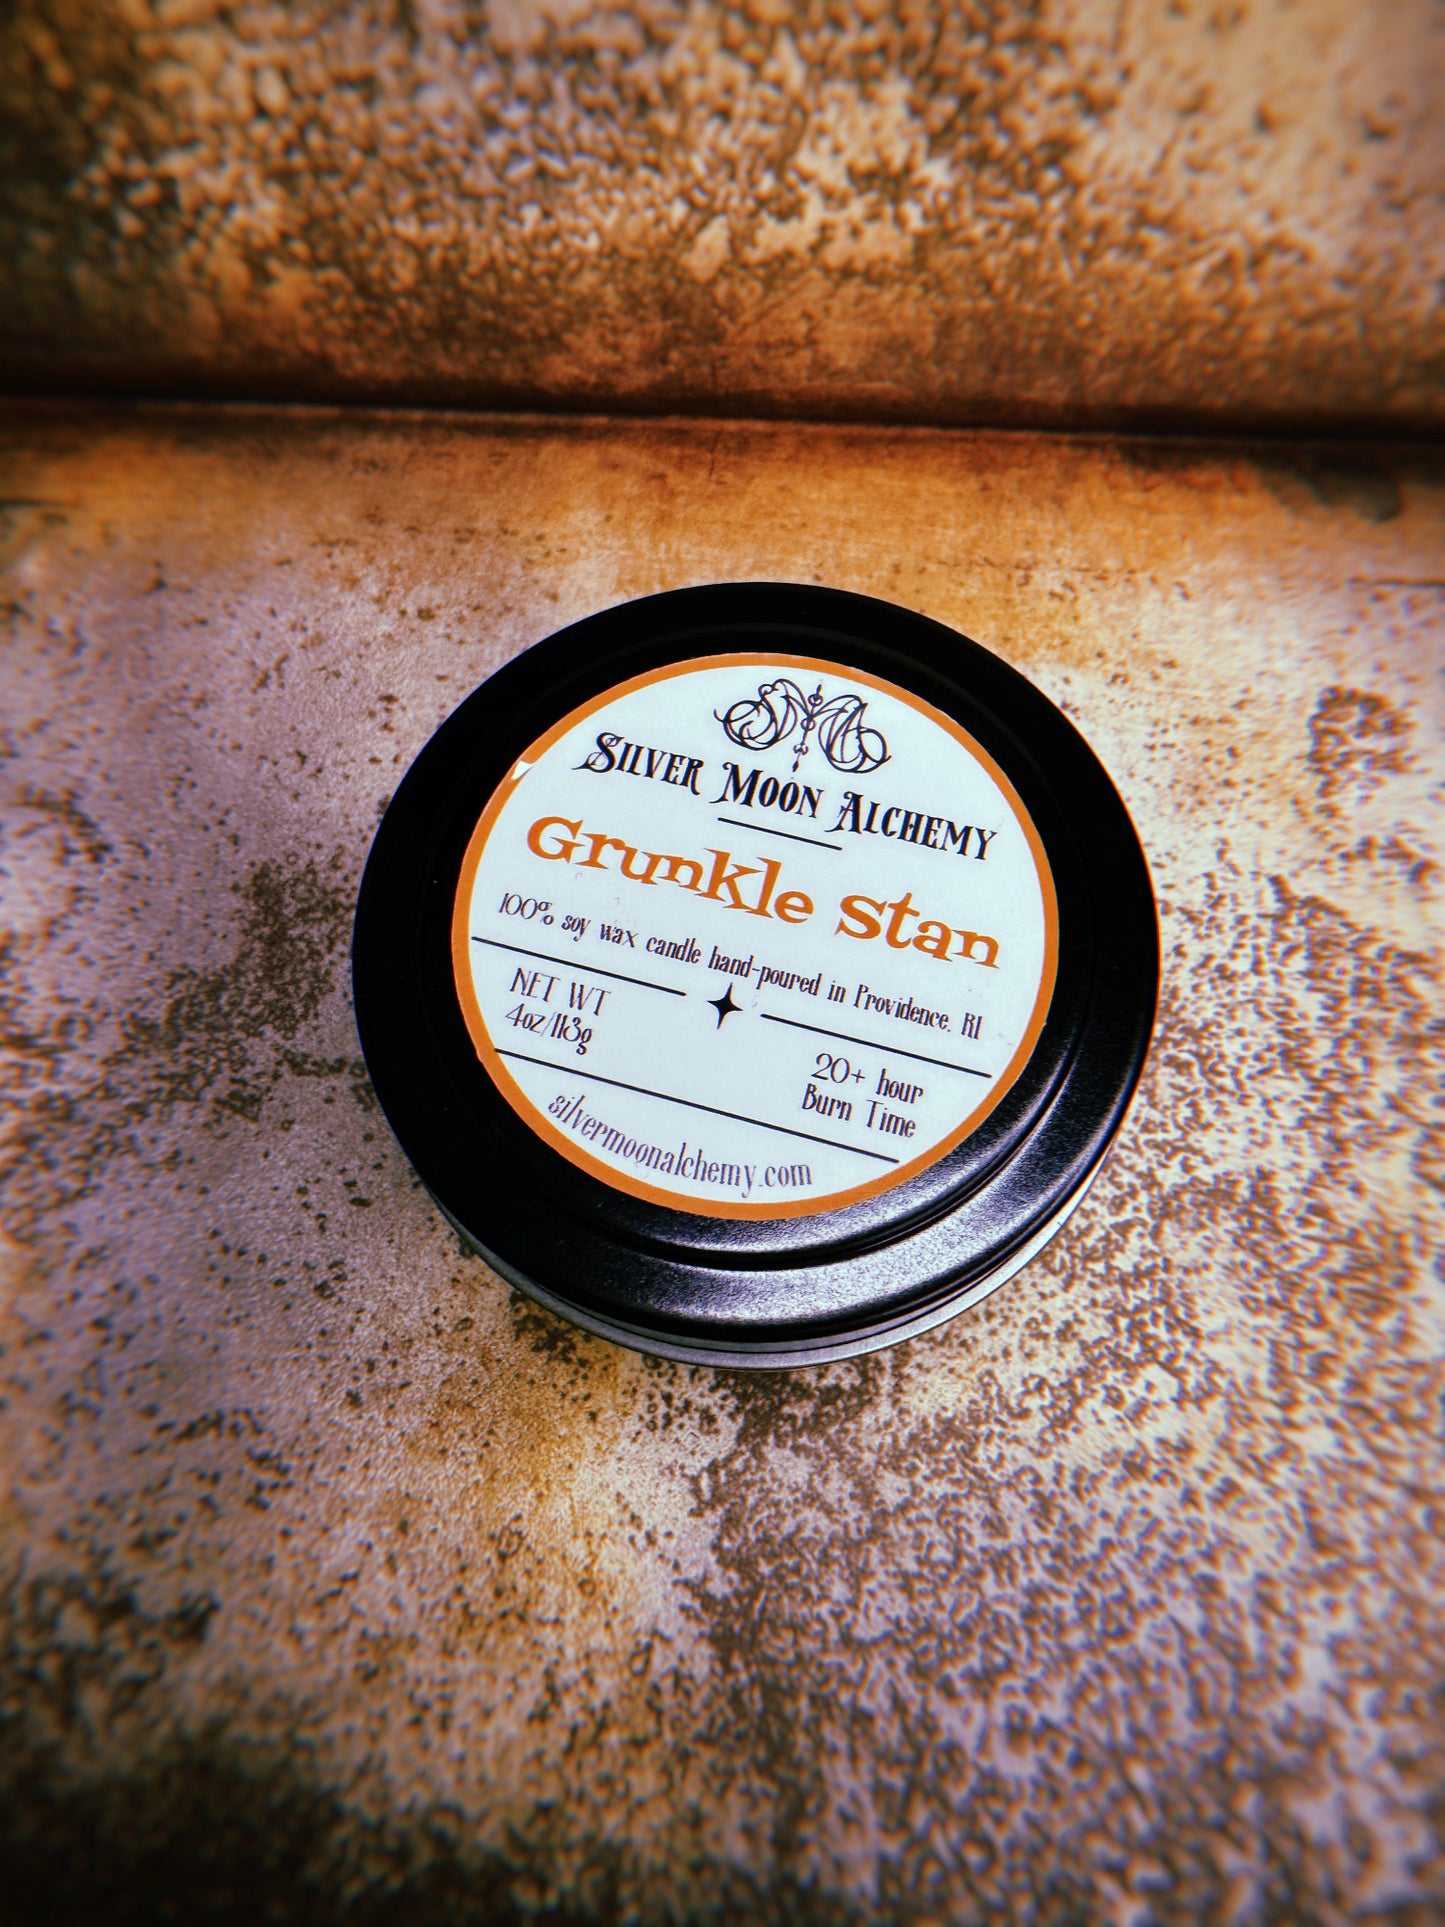 SMA
Silver Moon Alchemy
Grunkle Stan
100% soy wax candle hand-poured in Providence, RI
NET WT
4oz/113g
20+ hour
Burn Time
silvermoonalchemy.com